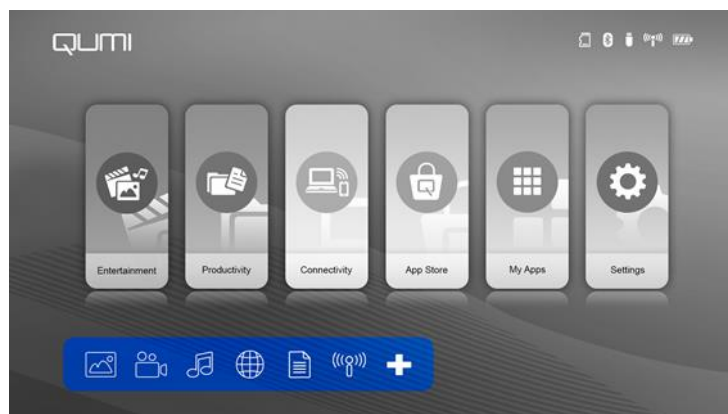 QUMI
Entertainment
Productivity
Connectivity
App Store
My Apps
Settings